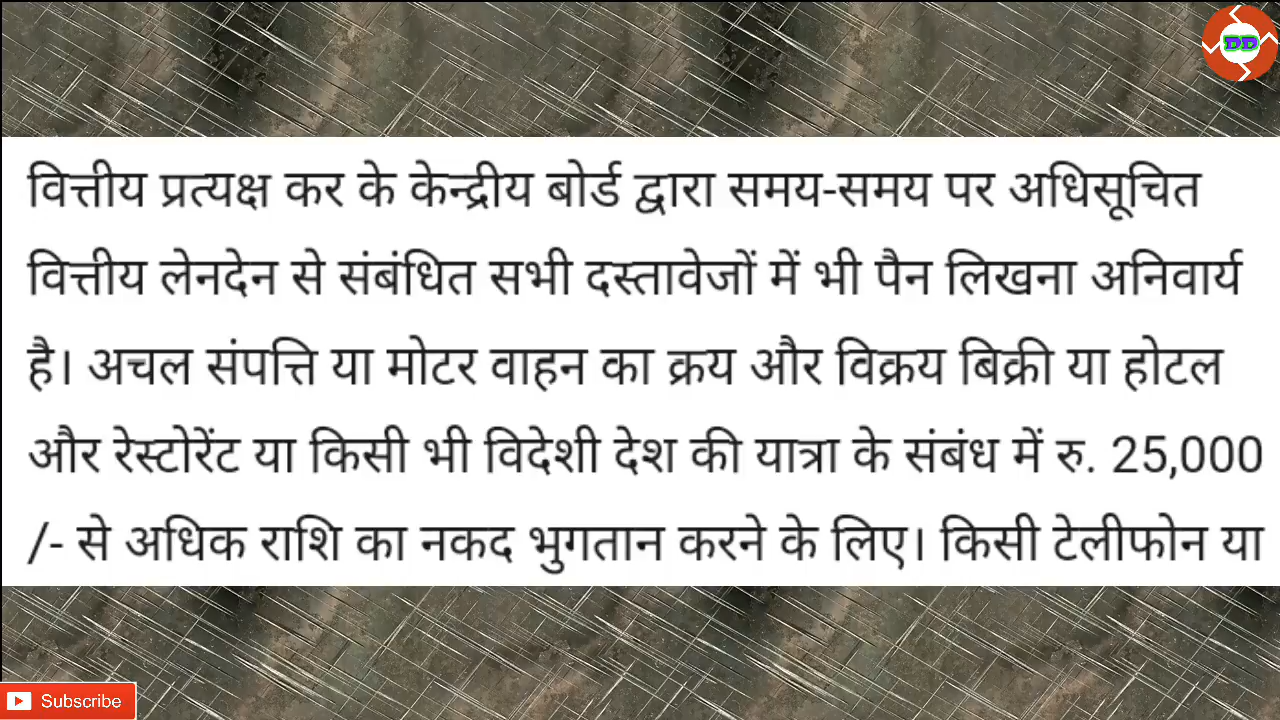 DD
वित्तीय प्रत्यक्ष कर के केन्द्रीय बोर्ड द्वारा समय-समय पर अधिसूचित
वित्तीय लेनदेन से संबंधित सभी दस्तावेजों में भी पैन लिखना अनिवार्य
है। अचल संपत्ति या मोटर वाहन का क्रय और विक्रय बिक्री या होटल
और रेस्टोरेंट या किसी भी विदेशी देश की यात्रा के संबंध में रु. 25,000
/- से अधिक राशि का नकद भुगतान करने के लिए। किसी टेलीफोन या
Subscribe